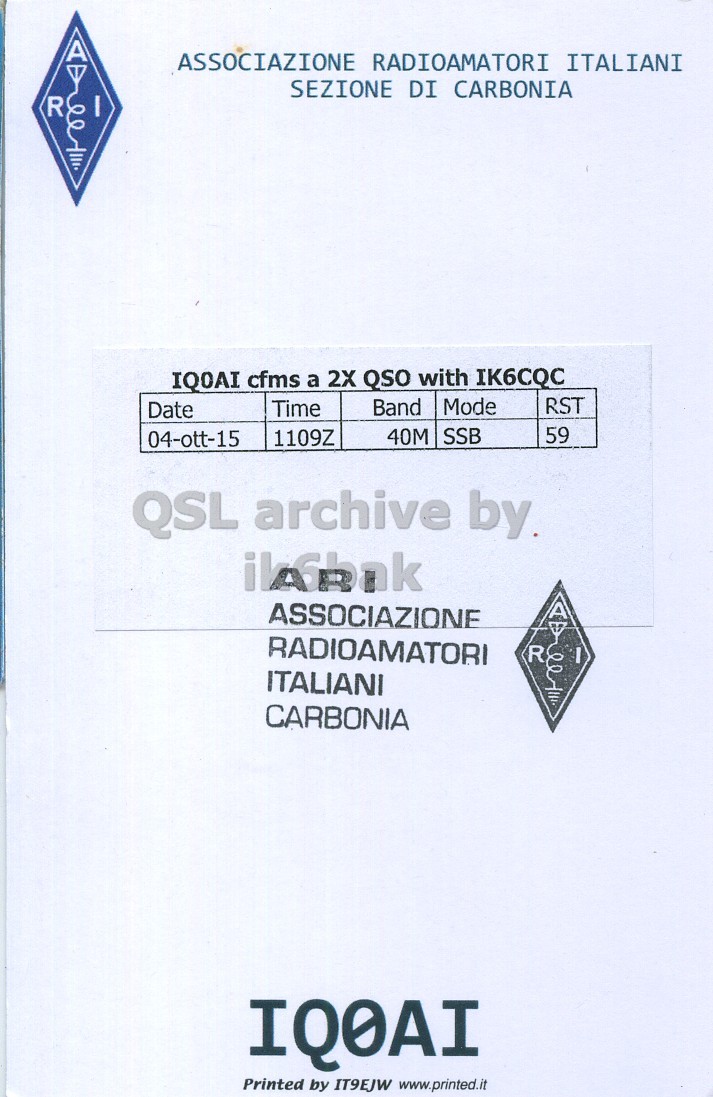 A
R I
ASSOCIAZIONE RADIOAMATORI ITALIANI
SEZIONE DI CARBONIA
IQ0AI cfms a 2X QSO with IK6CQC
Date Time Band Mode RST
04-ott-15 1109Z 40M SSB 59
QSL archive by
ik6bak
ARI
ASSOCIAZIONE
RADIOAMATORI
ITALIANI
CARBONIA
A
R I
IQ0AI
Printed by IT9EJW www.printed.it